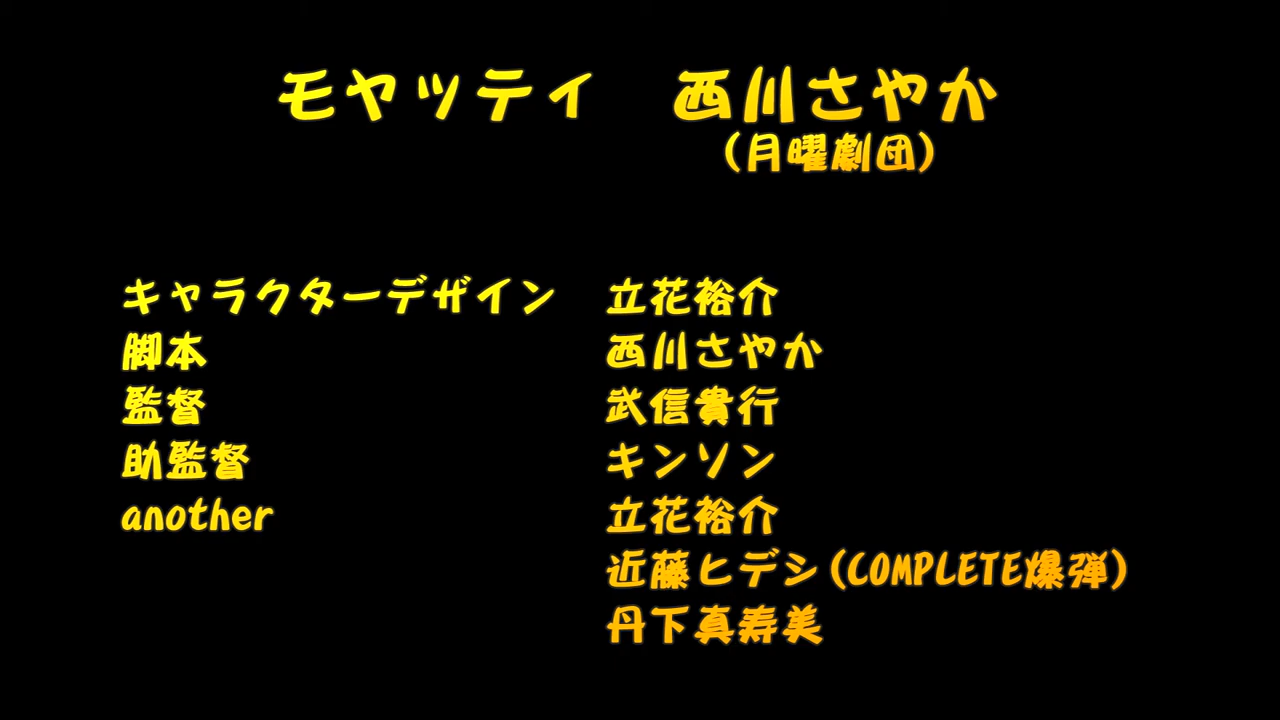 モヤッティ　西川さやか
(月曜劇団)
キャラクターデザイン　立花裕介
脚本　西川さやか
監督　武信貴行
助監督　キンソン
another　立花裕介
近藤ヒデシ(COMPLETE爆弾)
丹下真寿美